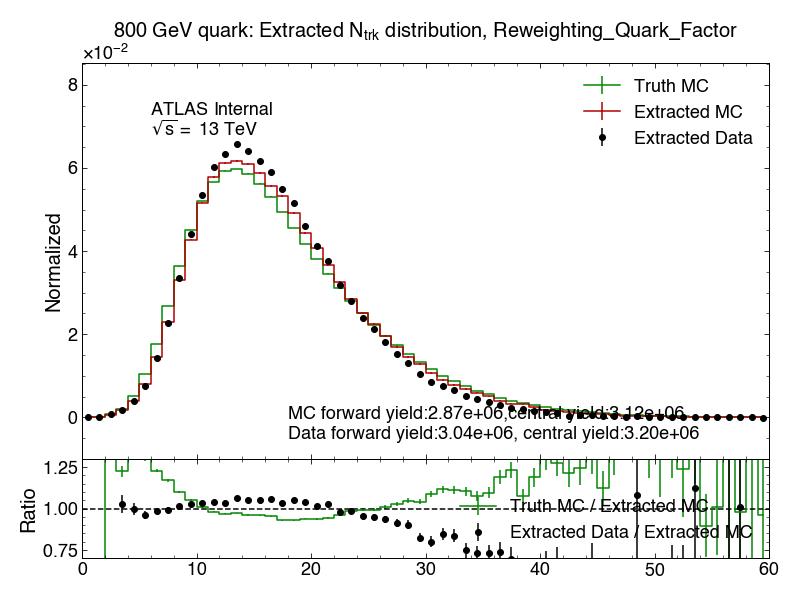 800 GeV quark: Extracted N_trk distribution, Reweighting_Quark_Factor
×10⁻²
8
6
4
2
0
Normalized
ATLAS Internal
√s = 13 TeV
Truth MC
Extracted MC
Extracted Data
MC forward yield:2.87e+06,central yield:3.12e+06
Data forward yield:3.04e+06, central yield:3.20e+06
1.25
1.00
0.75
Ratio
Truth MC / Extracted MC
Extracted Data / Extracted MC
0 10 20 30 40 50 60